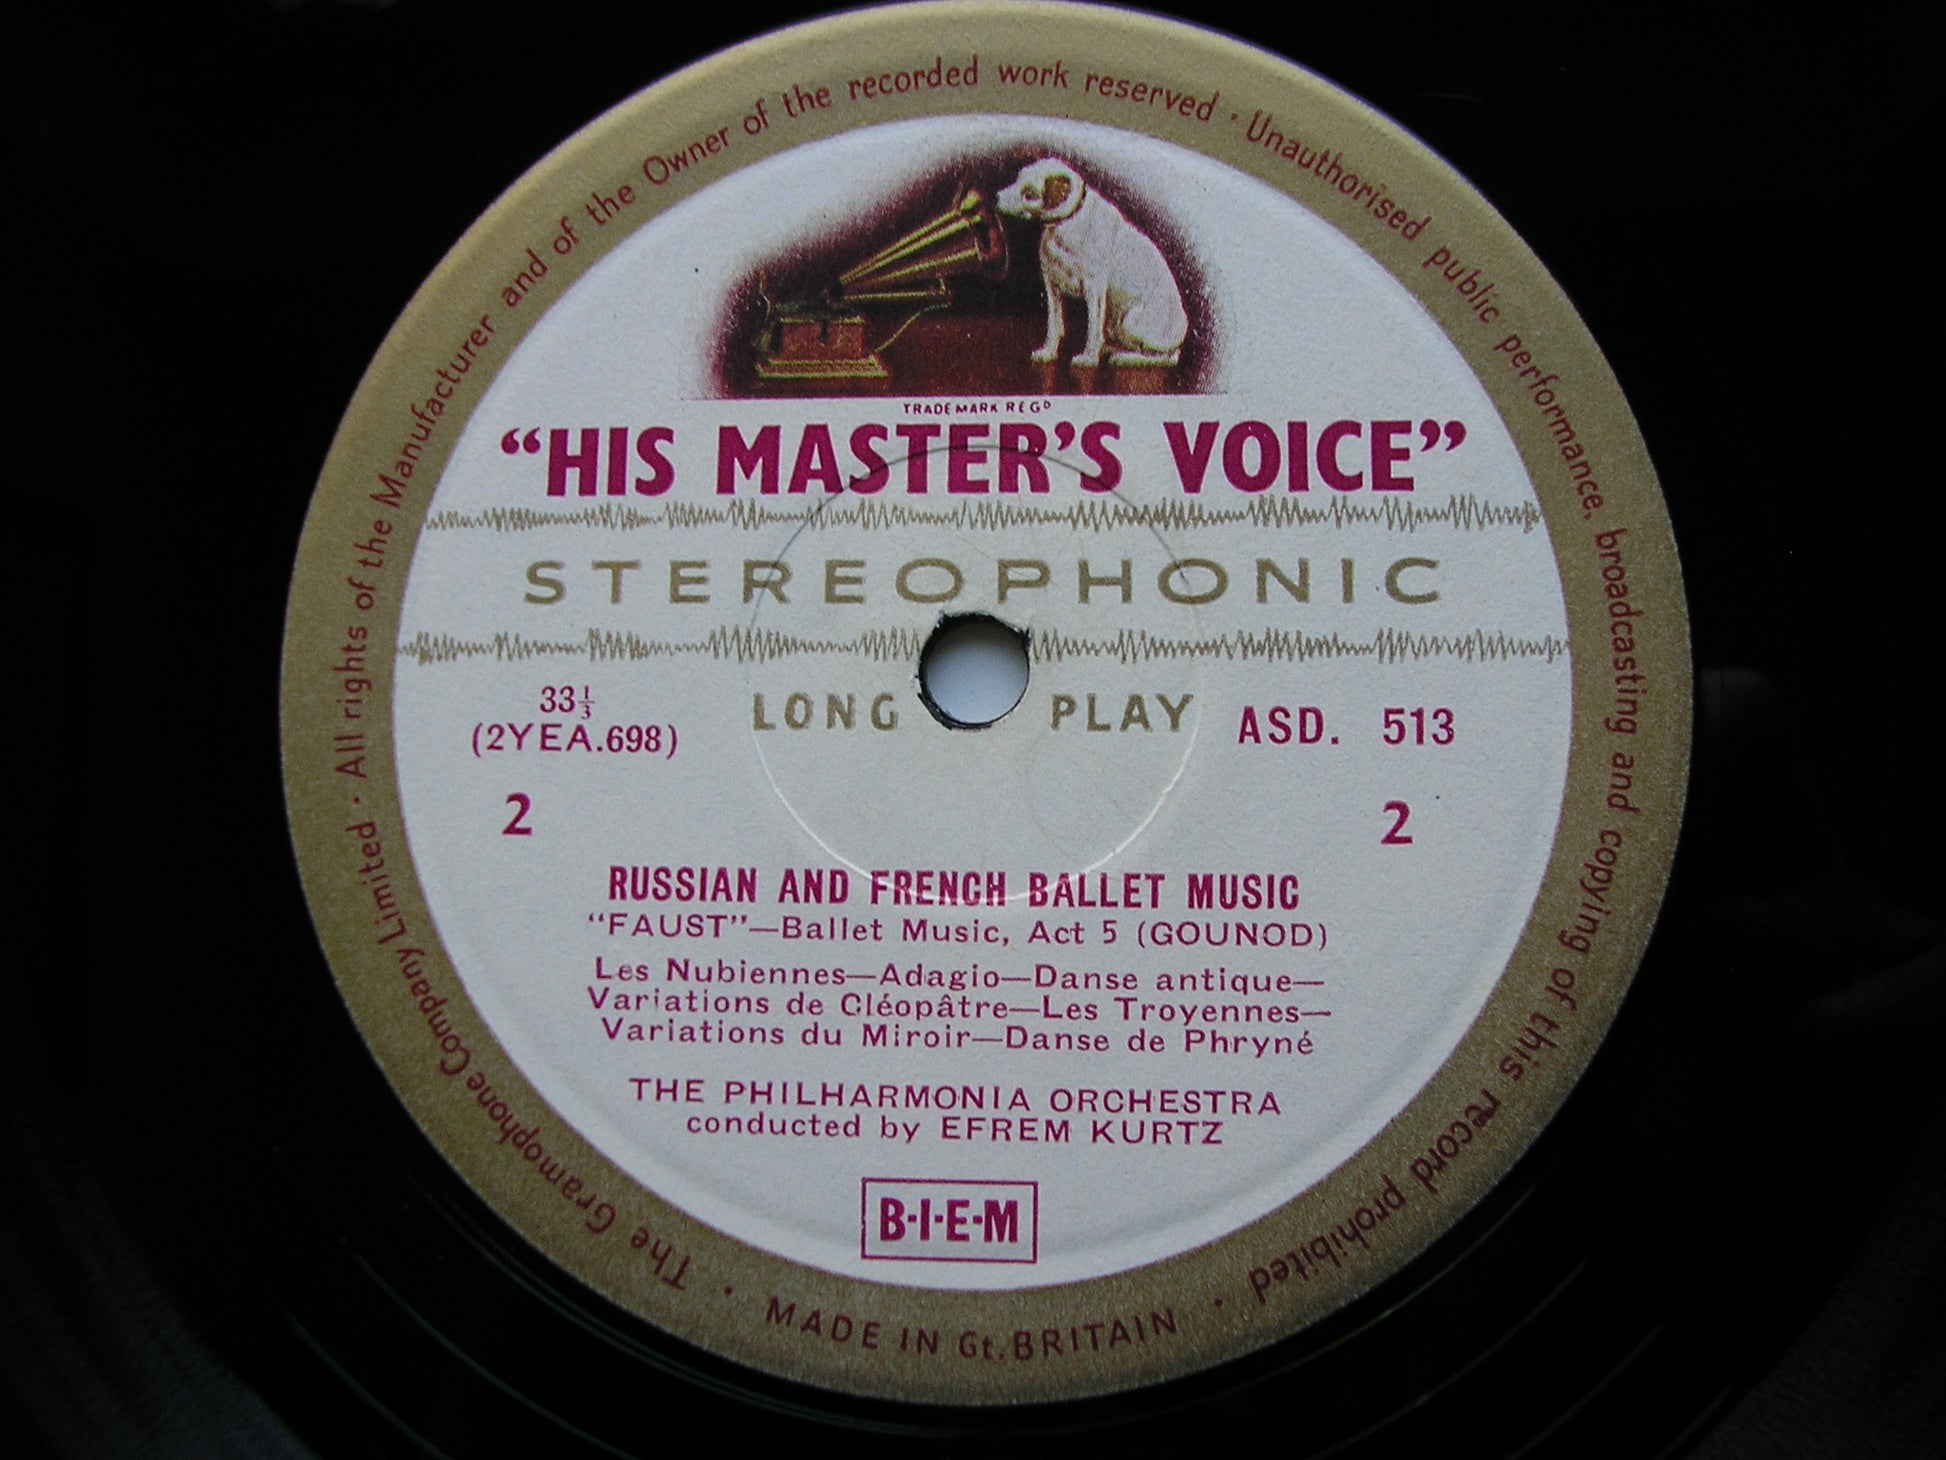 The Gramophone Company Limited · All rights of the Manufacturer and of the Owner of the recorded work reserved · Unauthorised public performance, broadcasting and copying of this record prohibited ·
TRADE MARK REGD
“HIS MASTER’S VOICE”
STEREOPHONIC
LONG PLAY
33⅓
(2YEA.698)
ASD. 513
2
2
RUSSIAN AND FRENCH BALLET MUSIC
“FAUST”—Ballet Music, Act 5 (GOUNOD)
Les Nubiennes—Adagio—Danse antique—
Variations de Cléopâtre—Les Troyennes—
Variations du Miroir—Danse de Phryné
THE PHILHARMONIA ORCHESTRA
conducted by EFREM KURTZ
B·I·E·M
· MADE IN Gt. BRITAIN